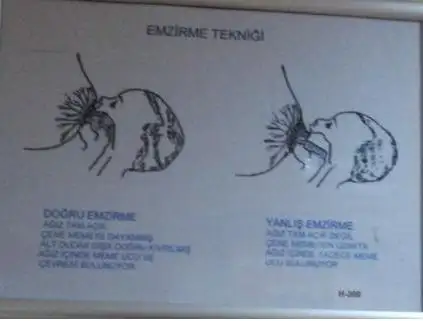 EMZİRME TEKNİĞİ
DOĞRU EMZİRME
AĞIZ TAM AÇIK
ÇENE MEMEYE DAYANMIŞ
ALT DUDAK DIŞA DOĞRU KIVRILMIŞ
AĞIZ İÇİNDE MEME UCU VE
ÇEVRESİ BULUNUYOR
YANLIŞ EMZİRME
AĞIZ TAM AÇIK DEĞİL
ÇENE MEMEDEN UZAKTA
AĞIZ İÇİNDE SADECE MEME
UCU BULUNUYOR